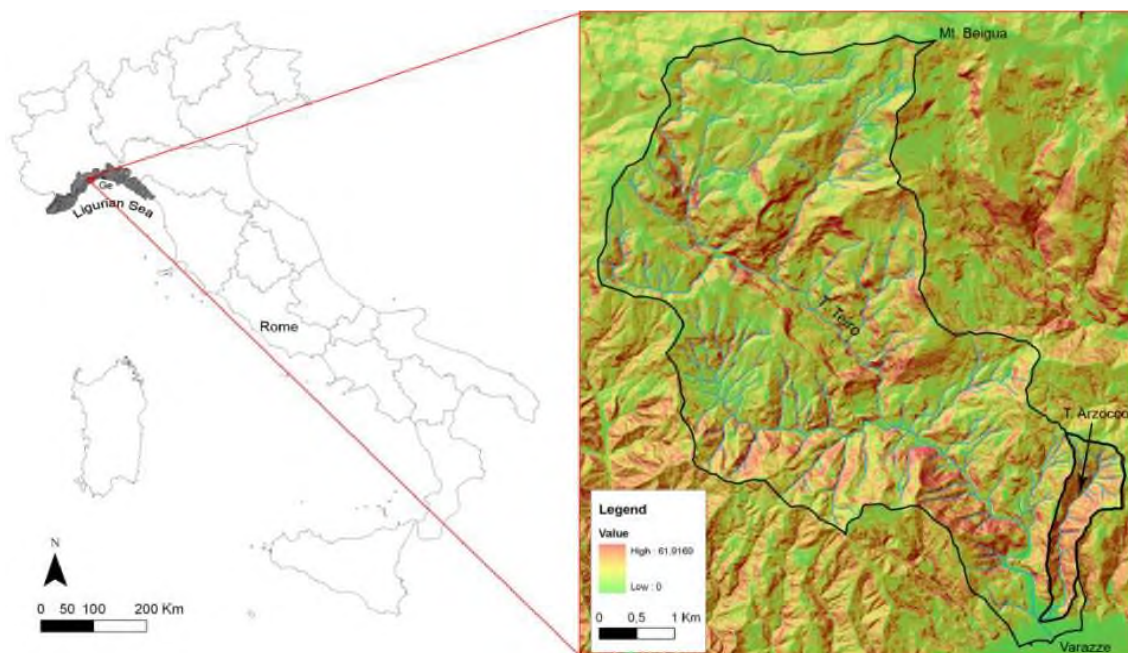 Ge
Ligurian Sea
Rome
N
0 50 100 200 Km
Mt. Beigua
T. Teiro
T. Arzocco
Legend
Value
High : 61,9169
Low : 0
0 0,5 1 Km
Varazze